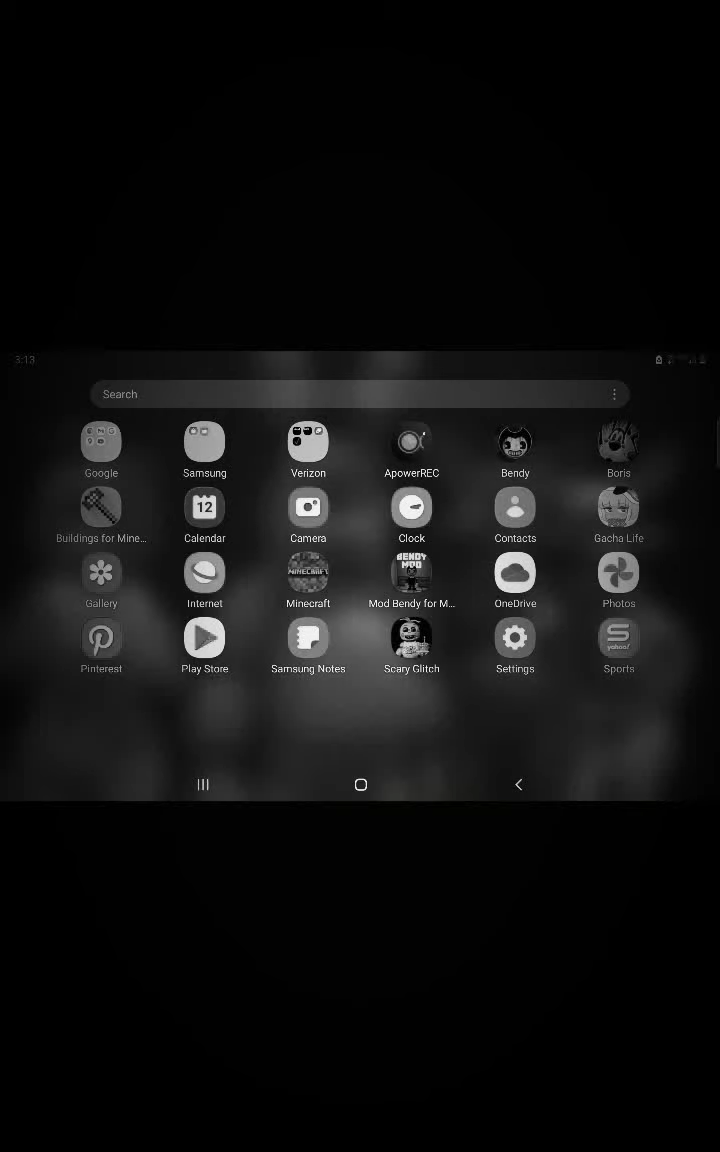 3:13
Search
Google Samsung Verizon ApowerREC Bendy Boris
12
Buildings for Mine... Calendar Camera Clock Contacts Gacha Life
MINECRAFT
BENDY
MOD
Gallery Internet Minecraft Mod Bendy for M... OneDrive Photos
yahoo!
Pinterest Play Store Samsung Notes Scary Glitch Settings Sports